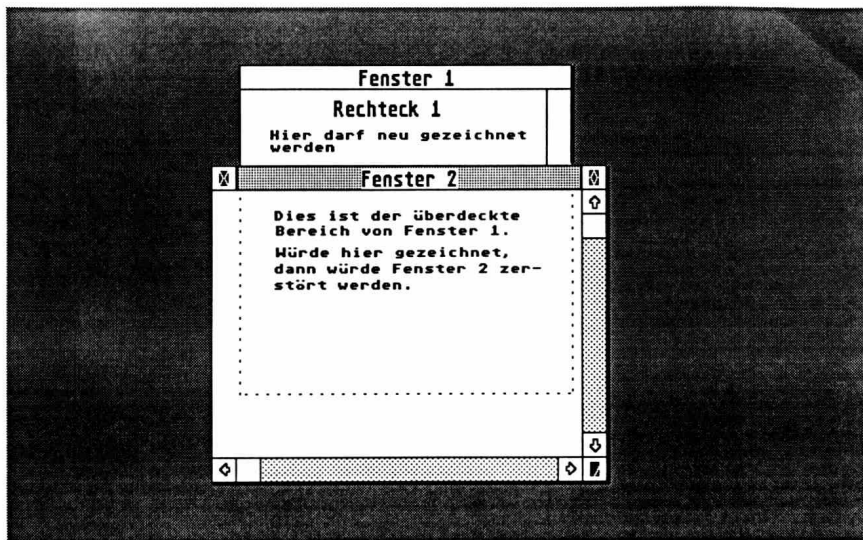 Fenster 1
Rechteck 1
Hier darf neu gezeichnet
werden
Fenster 2
Dies ist der überdeckte
Bereich von Fenster 1.
Würde hier gezeichnet,
dann würde Fenster 2 zer-
stört werden.